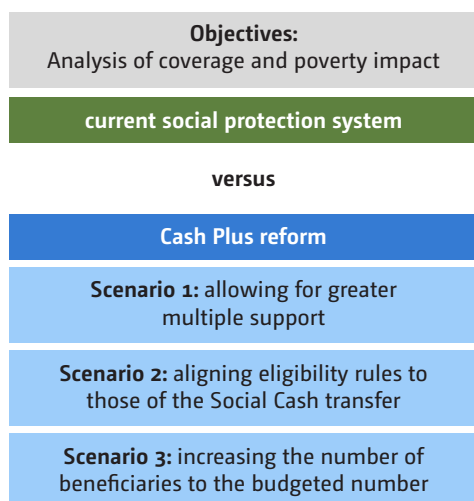 Objectives:
Analysis of coverage and poverty impact
current social protection system
versus
Cash Plus reform
Scenario 1: allowing for greater
multiple support
Scenario 2: aligning eligibility rules to
those of the Social Cash transfer
Scenario 3: increasing the number of
beneficiaries to the budgeted number